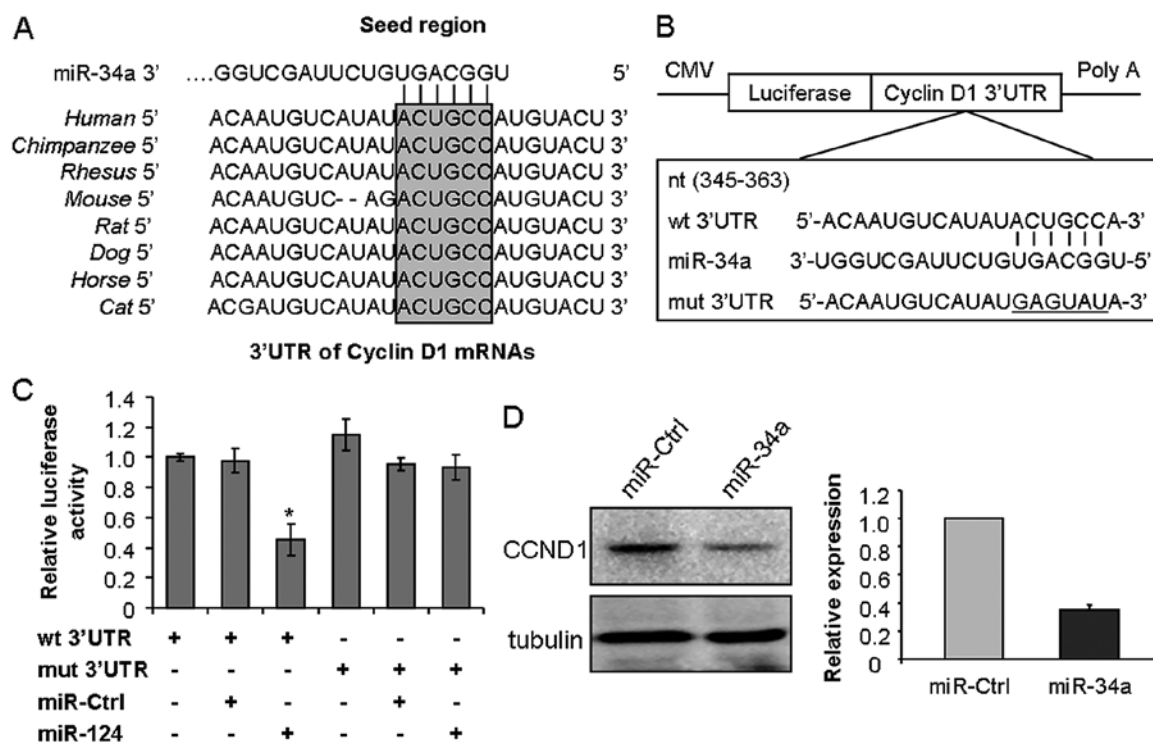 A
Seed region
miR-34a 3' ....GGUCGAUUCUGUGACGGU 5'
Human 5' ACAAUGUCAUAUACUGCCAUGUACU 3'
Chimpanzee 5' ACAAUGUCAUAUACUGCCAUGUACU 3'
Rhesus 5' ACAAUGUCAUAUACUGCCAUGUACU 3'
Mouse 5' ACAAUGUC- - AGACUGCCAUGUACU 3'
Rat 5' ACAAUGUCAUAUACUGCCAUGUACU 3'
Dog 5' ACAAUGUCAUAUACUGCCAUGUACU 3'
Horse 5' ACAAUGUCAUAUACUGCCAUGUACU 3'
Cat 5' ACGAUGUCAUAUACUGCCAUGUACU 3'
3'UTR of Cyclin D1 mRNAs
B
CMV Luciferase Cyclin D1 3'UTR Poly A
nt (345-363)
wt 3'UTR 5'-ACAAUGUCAUAUACUGCCA-3'
miR-34a 3'-UGGUCGAUUCUGUGACGGU-5'
mut 3'UTR 5'-ACAAUGUCAUAUGAGUAUA-3'
C
Relative luciferase activity
1.4
1.2
1.0
0.8
0.6
0.4
0.2
0
*
wt 3'UTR + + + - - -
mut 3'UTR - - - + + +
miR-Ctrl - + - - + -
miR-124 - - + - - +
D
miR-Ctrl miR-34a
CCND1
tubulin
Relative expression
1.2
1.0
0.8
0.6
0.4
0.2
0
miR-Ctrl miR-34a